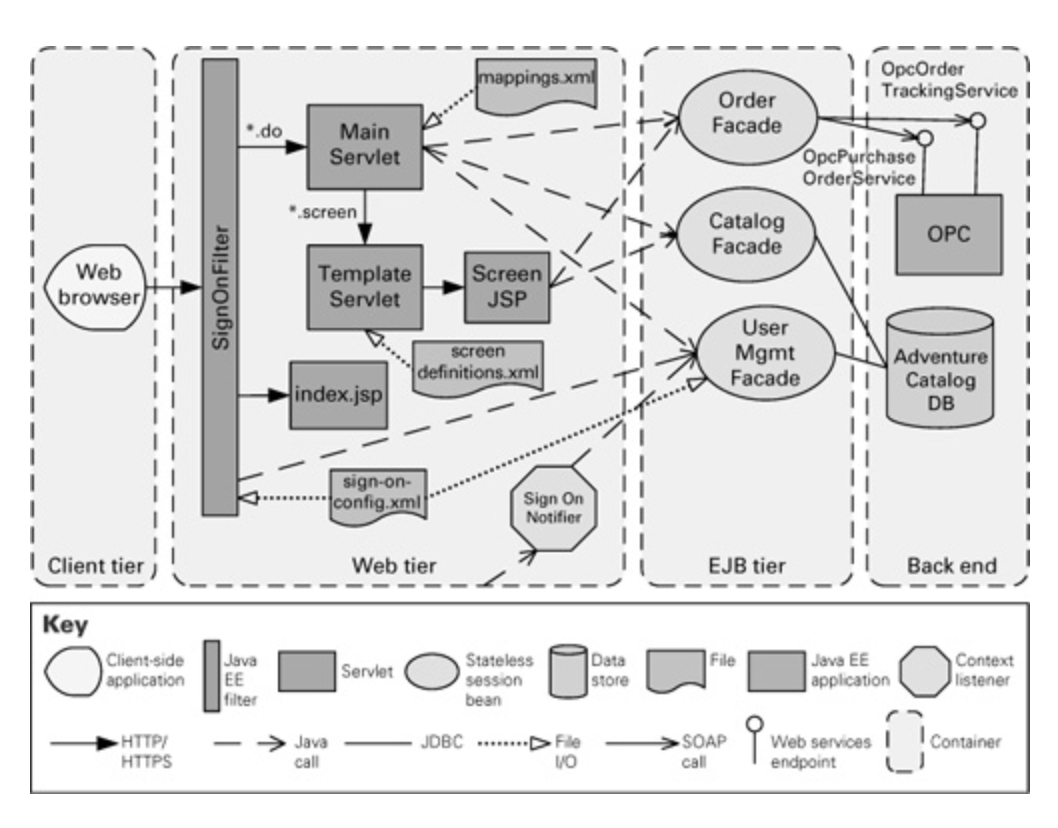 mappings.xml
OpcOrder
TrackingService
Order
Facade
*.do
Main
Servlet
OpcPurchase
OrderService
*.screen
Catalog
Facade
OPC
Web
browser
SignOnFilter
Template
Servlet
Screen
JSP
User
Mgmt
Facade
Adventure
Catalog
DB
screen
definitions.xml
index.jsp
sign-on-
config.xml
Sign On
Notifier
Client tier
Web tier
EJB tier
Back end
Key
Client-side
application
Java
EE
filter
Servlet
Stateless
session
bean
Data
store
File
Java EE
application
Context
listener
HTTP/
HTTPS
Java
call
JDBC
File
I/O
SOAP
call
Web services
endpoint
Container